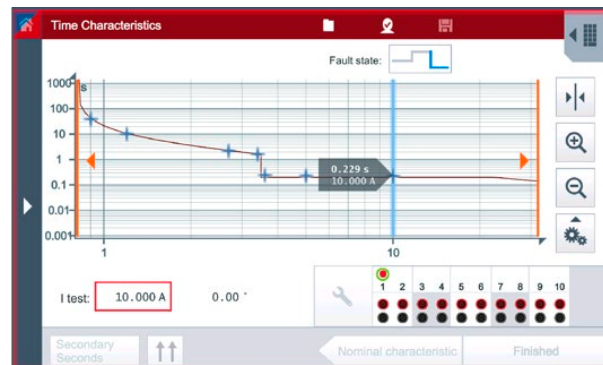 Time Characteristics
Fault state:
1000
s
100
10
1
0.1
0.01
0.001
0.229 s
10.000 A
1
10
I test:
10.000 A
0.00 °
1 2 3 4 5 6 7 8 9 10
Secondary
Seconds
Nominal characteristic
Finished